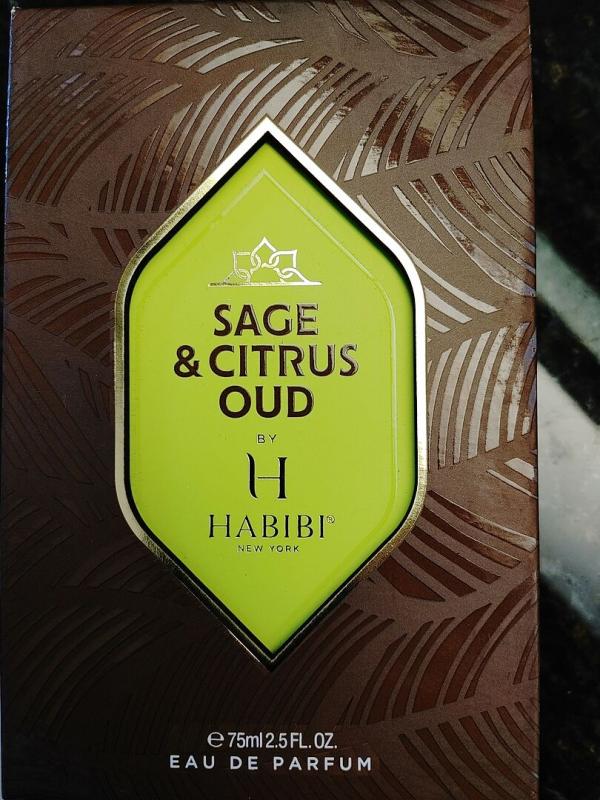 SAGE
& CITRUS
OUD
BY
H
HABIBI®
NEW YORK
℮ 75ml 2.5 FL. OZ.
EAU DE PARFUM